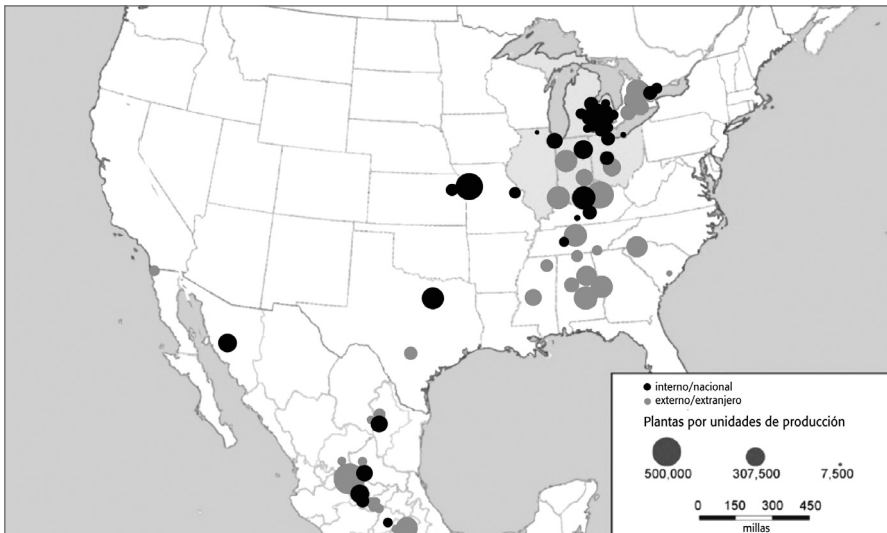 interno/nacional
externo/extranjero
Plantas por unidades de producción
500,000 307,500 7,500
0 150 300 450
millas